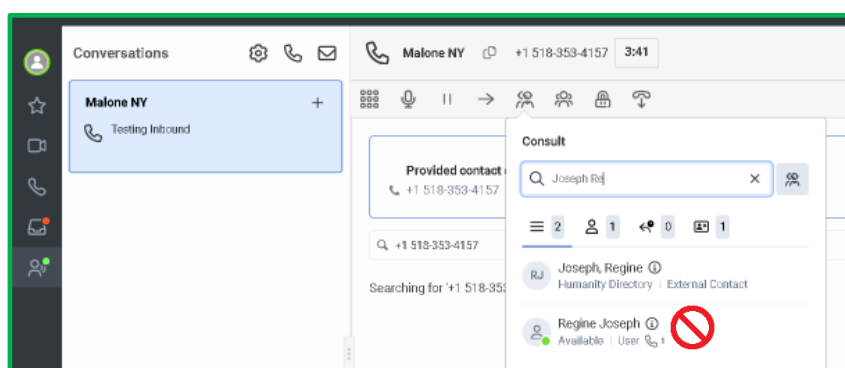 Conversations
Malone NY
+1 518-353-4157
3:41
Malone NY
+
Testing Inbound
Consult
Joseph Re
2
1
0
1
Provided contact
+1 518-353-4157
+1 518-353-4157
Searching for '+1 518-35
RJ
Joseph, Regine
Humanity Directory | External Contact
Regine Joseph
Available | User 1